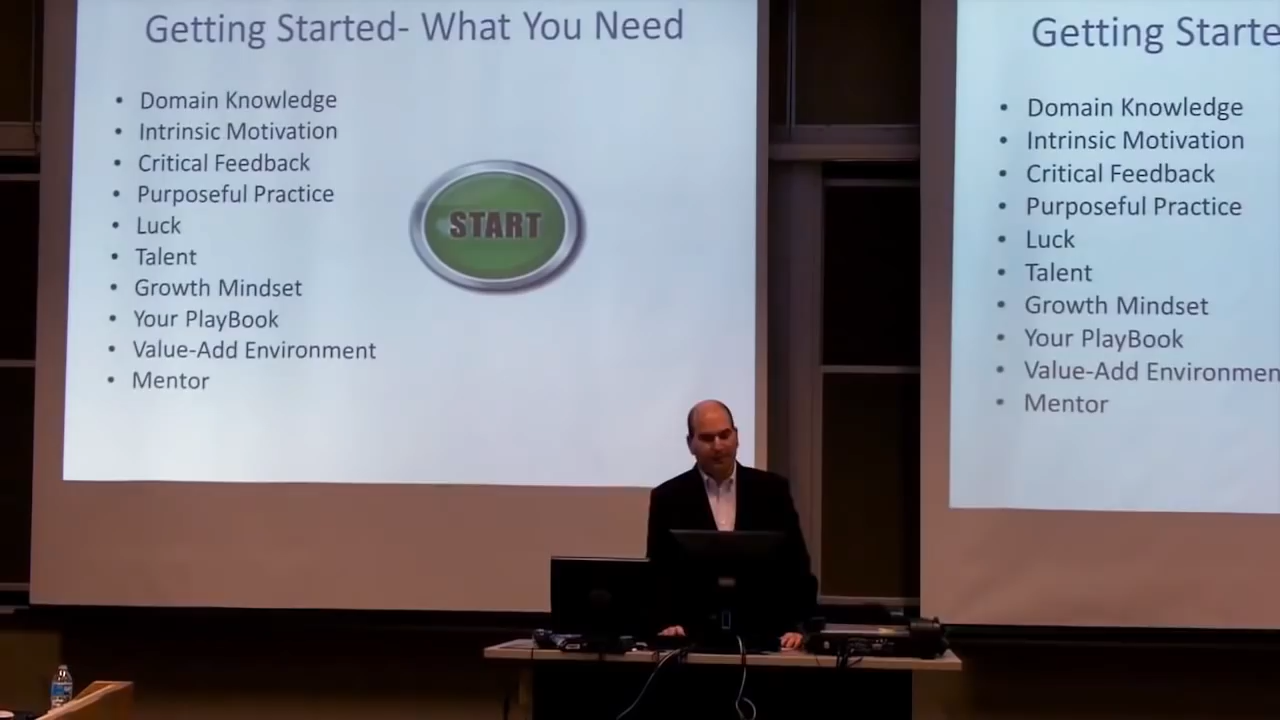 Getting Started- What You Need
• Domain Knowledge
• Intrinsic Motivation
• Critical Feedback
• Purposeful Practice
• Luck
• Talent
• Growth Mindset
• Your PlayBook
• Value-Add Environment
• Mentor
START
Getting Starte
• Domain Knowledge
• Intrinsic Motivation
• Critical Feedback
• Purposeful Practice
• Luck
• Talent
• Growth Mindset
• Your PlayBook
• Value-Add Environmen
• Mentor